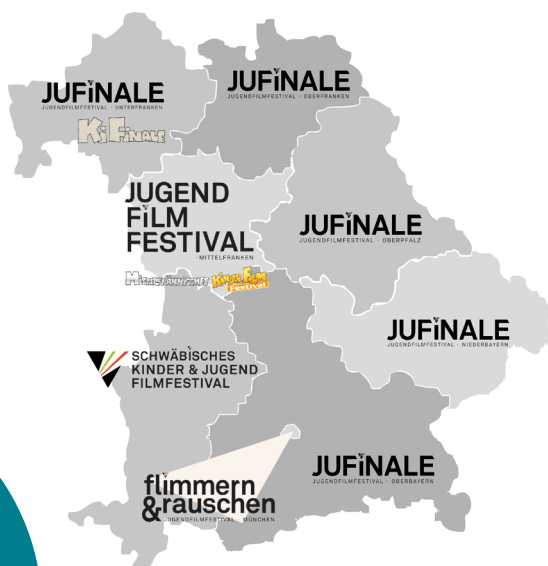 JUFINALE
JUGENDFILMFESTIVAL · UNTERFRANKEN
KiFINALE
JUFINALE
JUGENDFILMFESTIVAL · OBERFRANKEN
JUGEND
FiLM
FESTIVAL
· MITTELFRANKEN
MITTELFRÄNKISCHES KINDERFILM
Festival
JUFINALE
JUGENDFILMFESTIVAL · OBERPFALZ
JUFINALE
JUGENDFILMFESTIVAL · NIEDERBAYERN
SCHWÄBISCHES
KINDER & JUGEND
FILMFESTIVAL
flimmern
&rauschen
JUGENDFILMFESTIVAL · MÜNCHEN
JUFINALE
JUGENDFILMFESTIVAL · OBERBAYERN